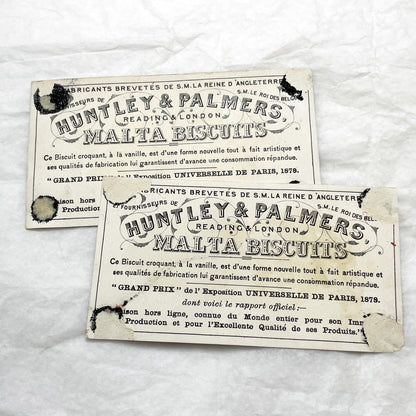 FABRICANTS BREVETÉS DE S.M. LA REINE D'ANGLETERRE
FOURNISSEURS DE S.M. LE ROI DES BELGES
HUNTLEY & PALMERS,
READING & LONDON
MALTA BISCUITS
Ce Biscuit croquant, à la vanille, est d'une forme nouvelle tout à fait artistique et
ses qualités de fabrication lui garantissent d'avance une consommation répandue.
"GRAND PRIX" de l'Exposition UNIVERSELLE DE PARIS, 1878.
Maison hors
Production
FABRICANTS BREVETÉS DE S.M. LA REINE D'ANGLETERRE
FOURNISSEURS DE S.M. LE ROI DES BELGES
HUNTLEY & PALMERS,
READING & LONDON
MALTA BISCUITS
Ce Biscuit croquant, à la vanille, est d'une forme nouvelle tout à fait artistique et
ses qualités de fabrication lui garantissent d'avance une consommation répandue.
"GRAND PRIX" de l'Exposition UNIVERSELLE DE PARIS, 1878.
dont voici le rapport officiel:—
Maison hors ligne, connue du Monde entier pour son
Production et pour l'Excellente Qualité de ses Produits."